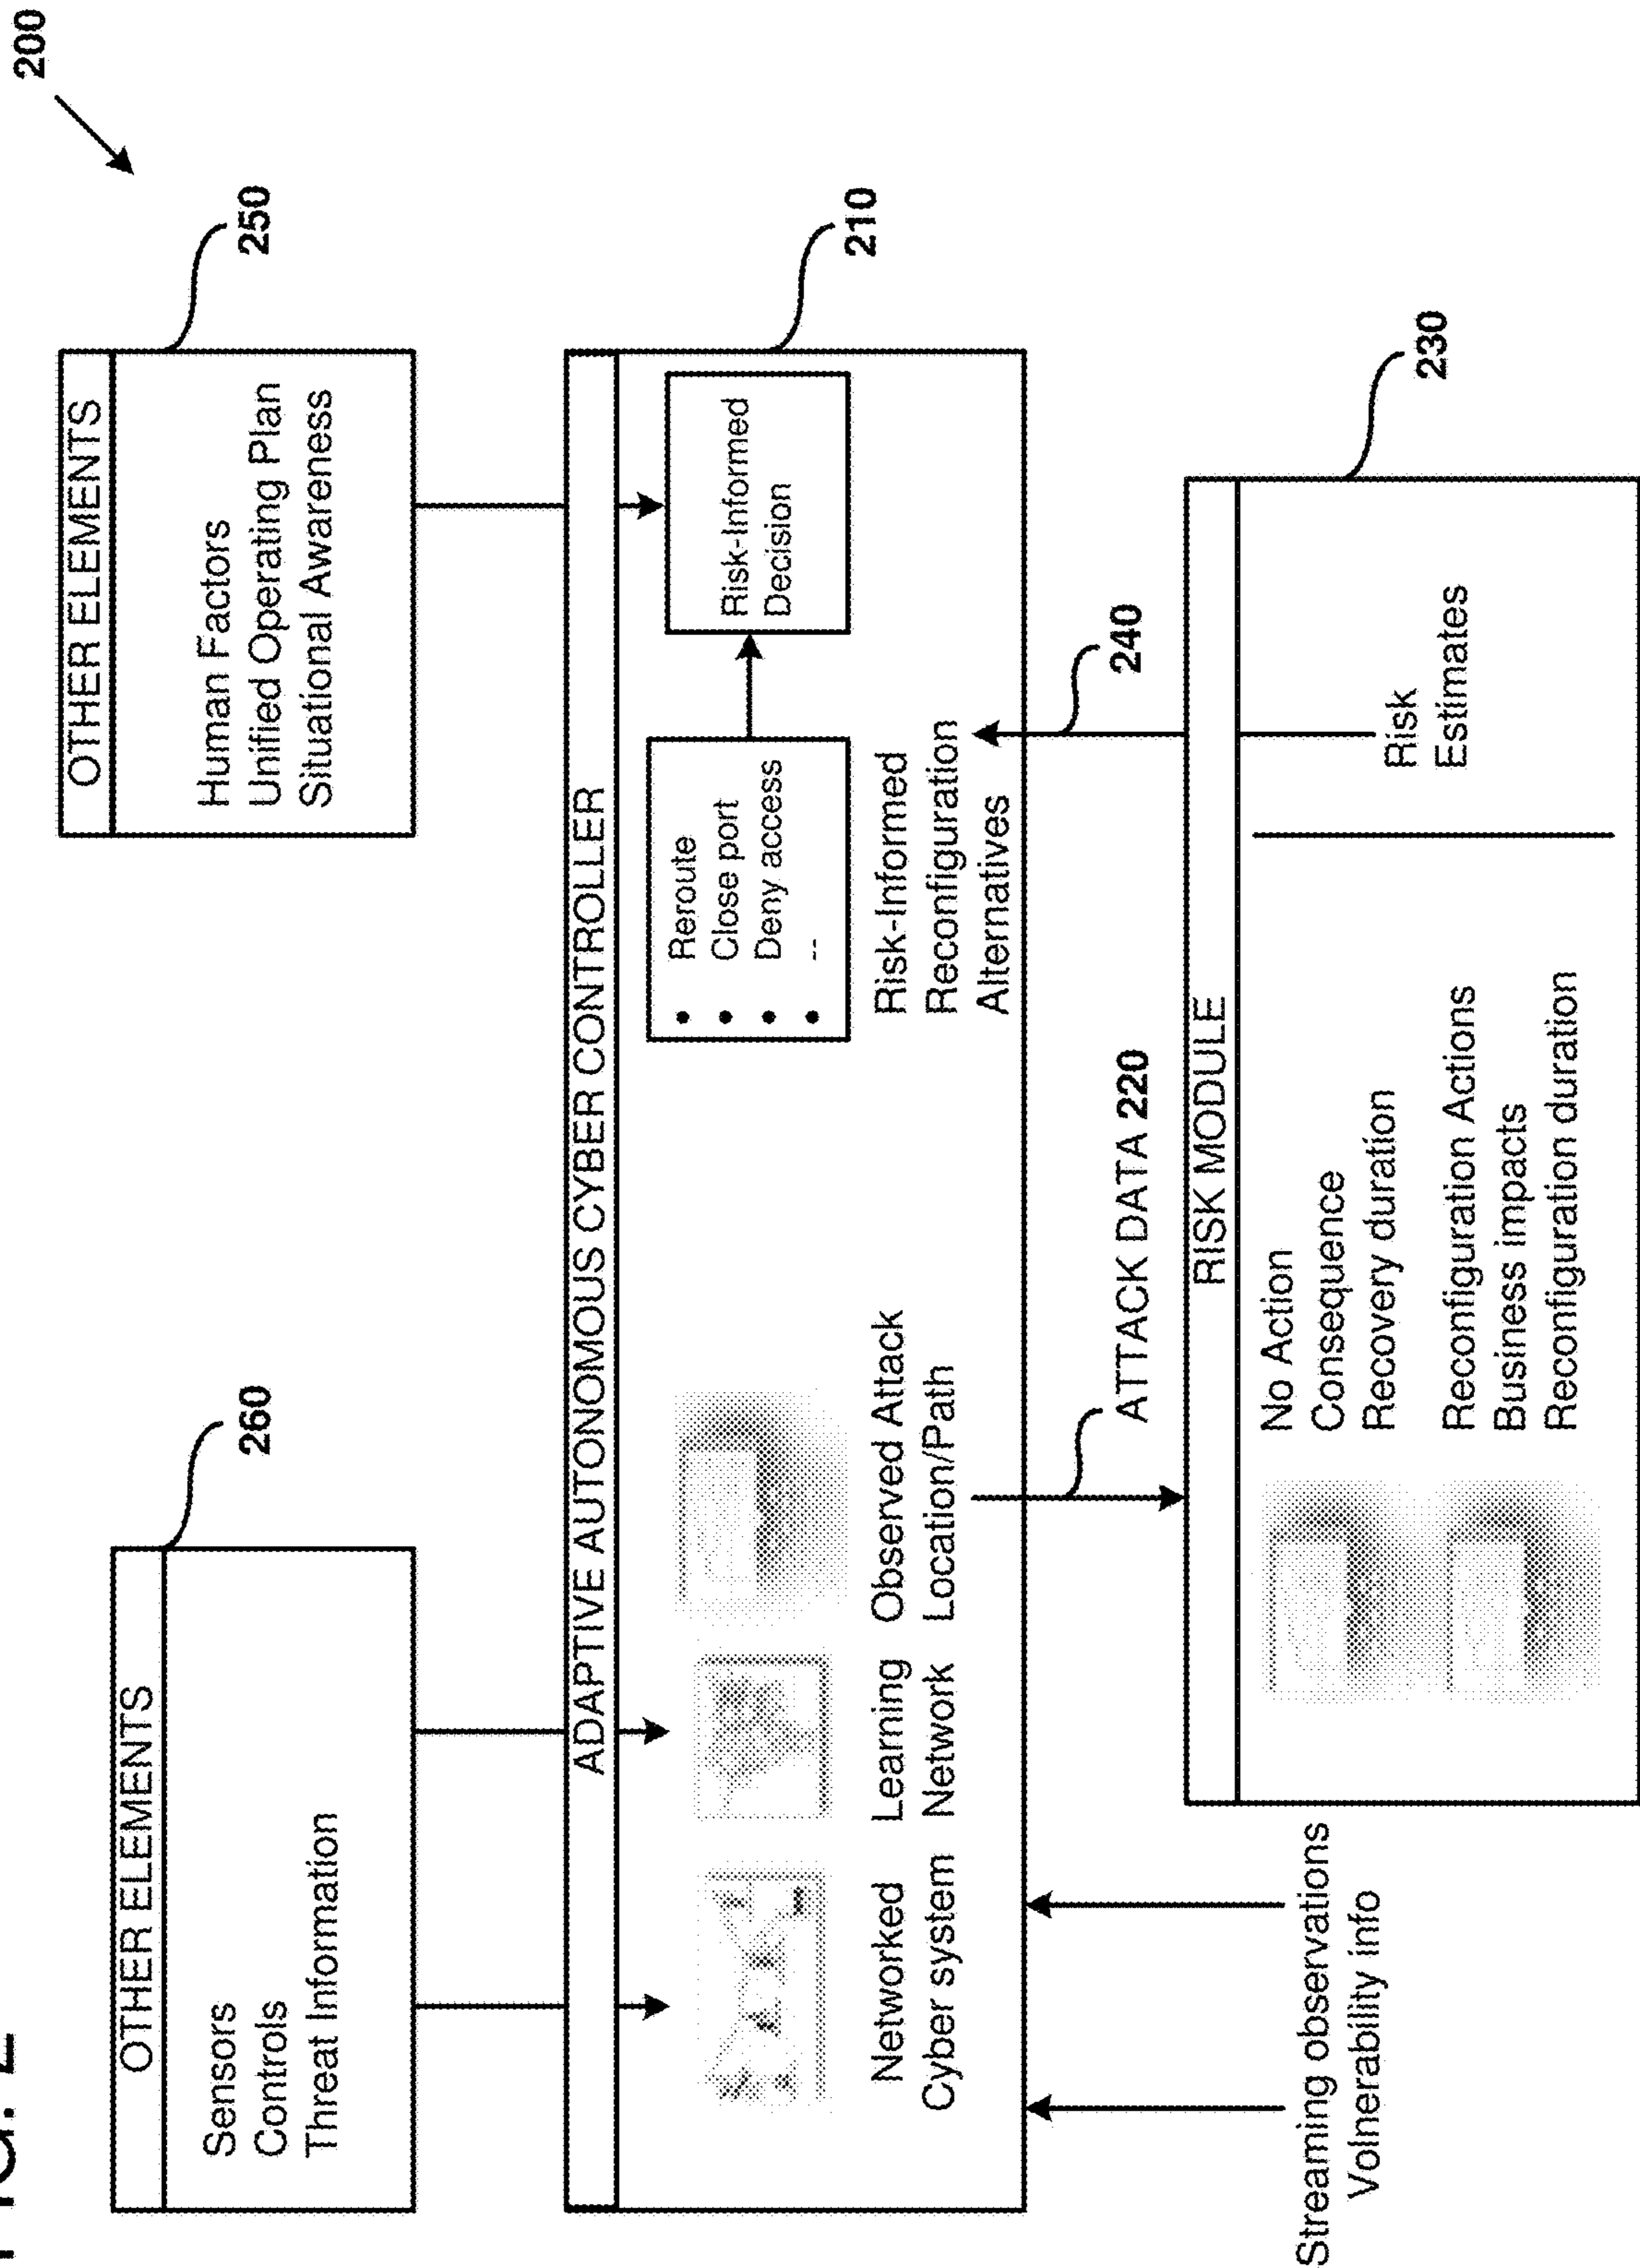 FIG. 2
200
OTHER ELEMENTS
Sensors
Controls
Threat Information
260
OTHER ELEMENTS
Human Factors
Unified Operating Plan
Situational Awareness
250
ADAPTIVE AUTONOMOUS CYBER CONTROLLER
210
Networked
Cyber system
Learning
Network
Observed Attack
Location/Path
• Reroute
• Close port
• Deny access
• --
Risk-Informed
Reconfiguration
Alternatives
Risk-Informed
Decision
ATTACK DATA 220
240
Streaming observations
Volnerability info
RISK MODULE
230
No Action
Consequence
Recovery duration
Reconfiguration Actions
Business impacts
Reconfiguration duration
Risk
Estimates